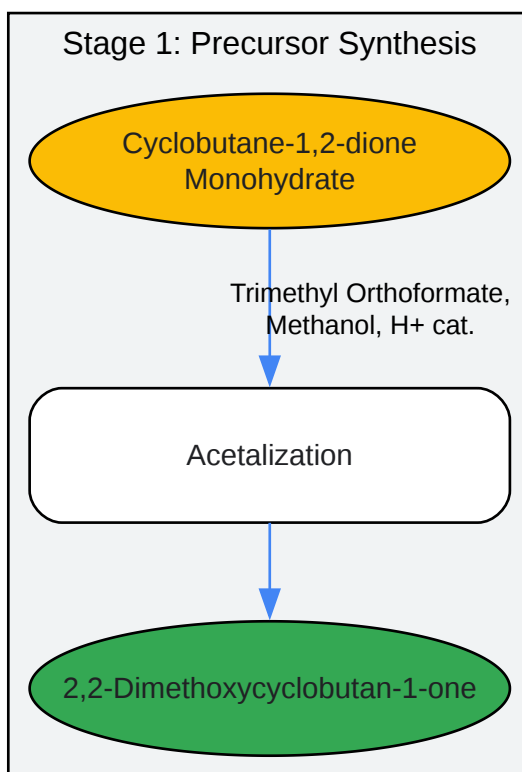 Stage 1: Precursor Synthesis
Cyclobutane-1,2-dione
Monohydrate
Trimethyl Orthoformate,
Methanol, H+ cat.
Acetalization
2,2-Dimethoxycyclobutan-1-one